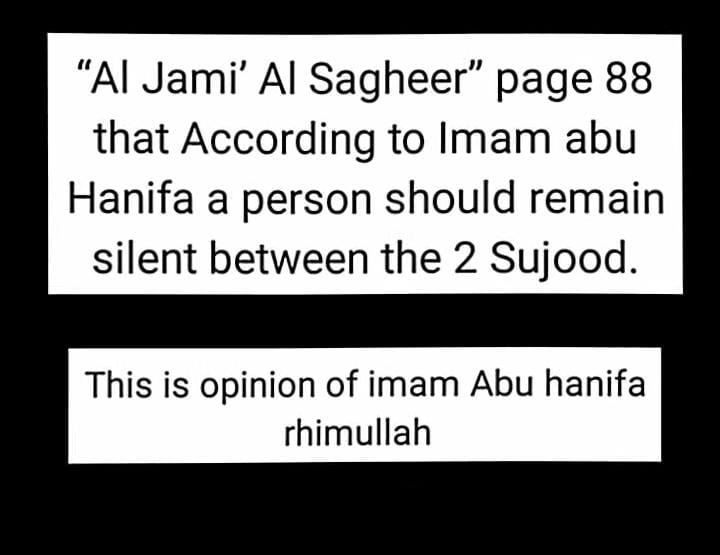 “Al Jami’ Al Sagheer” page 88
that According to Imam abu
Hanifa a person should remain
silent between the 2 Sujood.
This is opinion of imam Abu hanifa
rhimullah